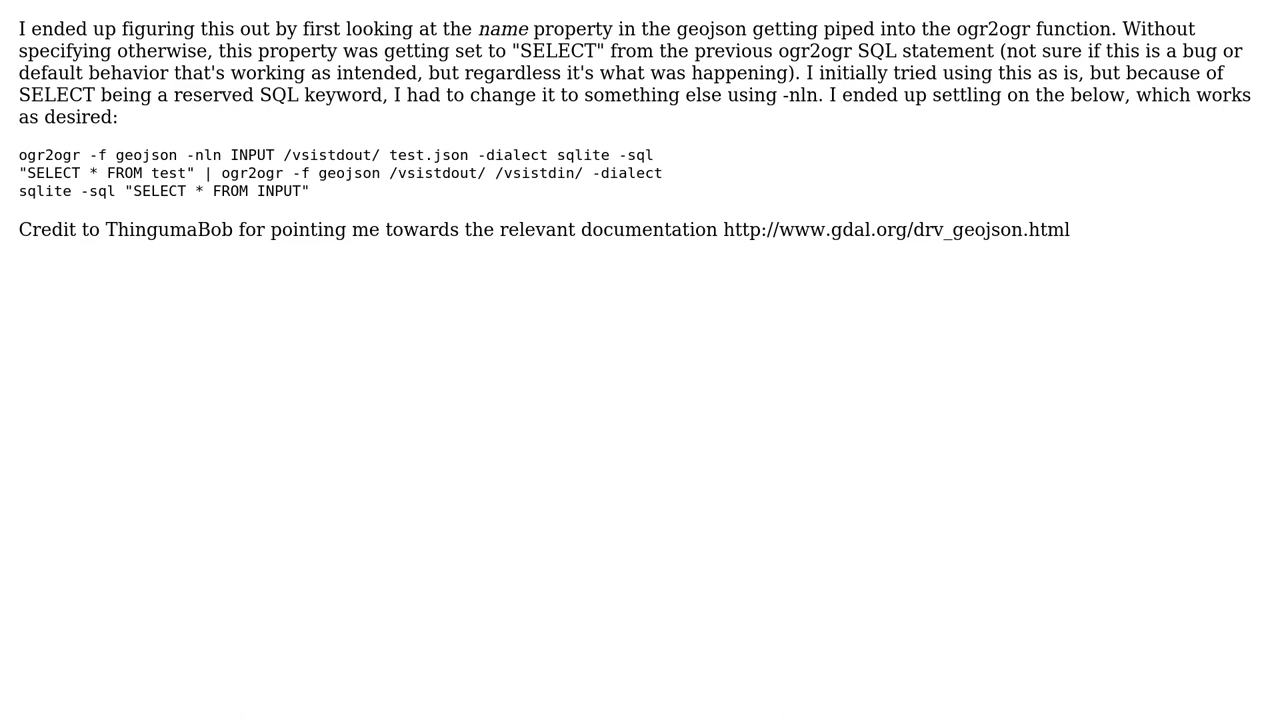 I ended up figuring this out by first looking at the name property in the geojson getting piped into the ogr2ogr function. Without
specifying otherwise, this property was getting set to "SELECT" from the previous ogr2ogr SQL statement (not sure if this is a bug or
default behavior that's working as intended, but regardless it's what was happening). I initially tried using this as is, but because of
SELECT being a reserved SQL keyword, I had to change it to something else using -nln. I ended up settling on the below, which works
as desired:
ogr2ogr -f geojson -nln INPUT /vsistdout/ test.json -dialect sqlite -sql
"SELECT * FROM test" | ogr2ogr -f geojson /vsistdout/ /vsistdin/ -dialect
sqlite -sql "SELECT * FROM INPUT"
Credit to ThingumaBob for pointing me towards the relevant documentation http://www.gdal.org/drv_geojson.html